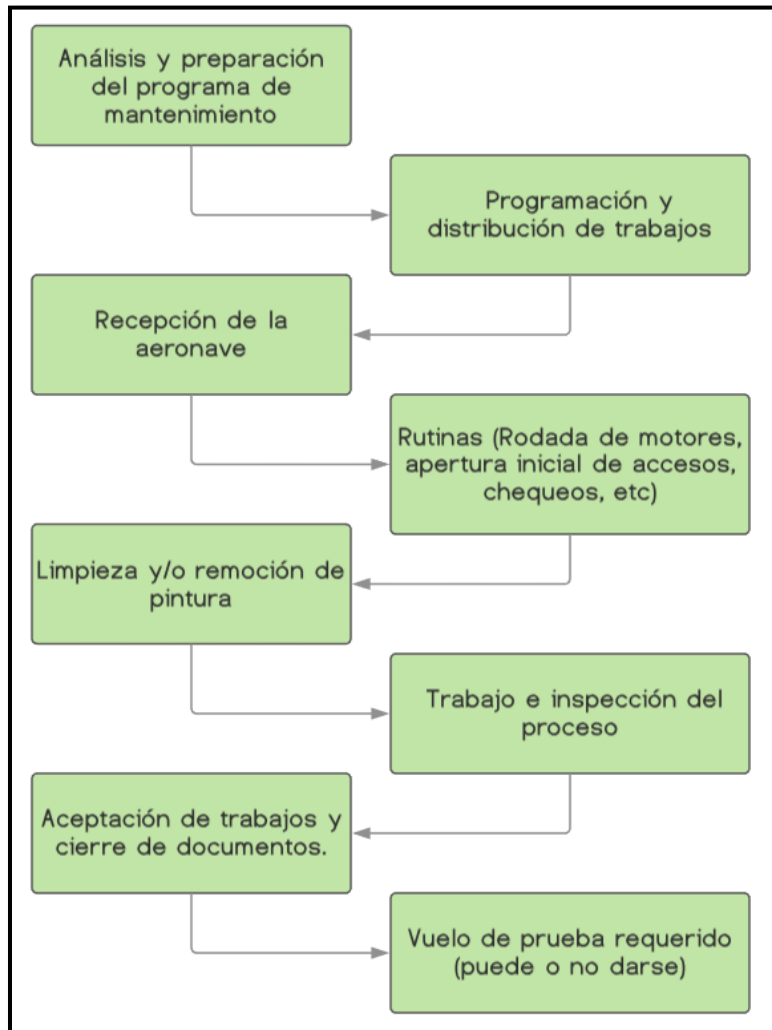 Análisis y preparación
del programa de
mantenimiento
Programación y
distribución de trabajos
Recepción de la
aeronave
Rutinas (Rodada de motores,
apertura inicial de accesos,
chequeos, etc)
Limpieza y/o remoción de
pintura
Trabajo e inspección del
proceso
Aceptación de trabajos y
cierre de documentos.
Vuelo de prueba requerido
(puede o no darse)